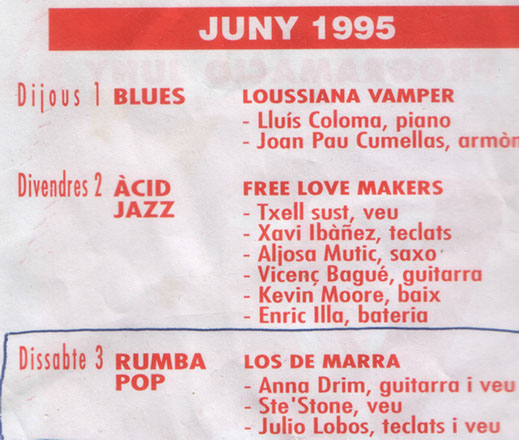 JUNY 1995
Dijous 1 BLUES LOUSSIANA VAMPER
- Lluís Coloma, piano
- Joan Pau Cumellas, armòn
Divendres 2 ÀCID JAZZ FREE LOVE MAKERS
- Txell sust, veu
- Xavi Ibàñez, teclats
- Aljosa Mutic, saxo
- Vicenç Bagué, guitarra
- Kevin Moore, baix
- Enric Illa, bateria
Dissabte 3 RUMBA POP LOS DE MARRA
- Anna Drim, guitarra i veu
- Ste'Stone, veu
- Julio Lobos, teclats i veu